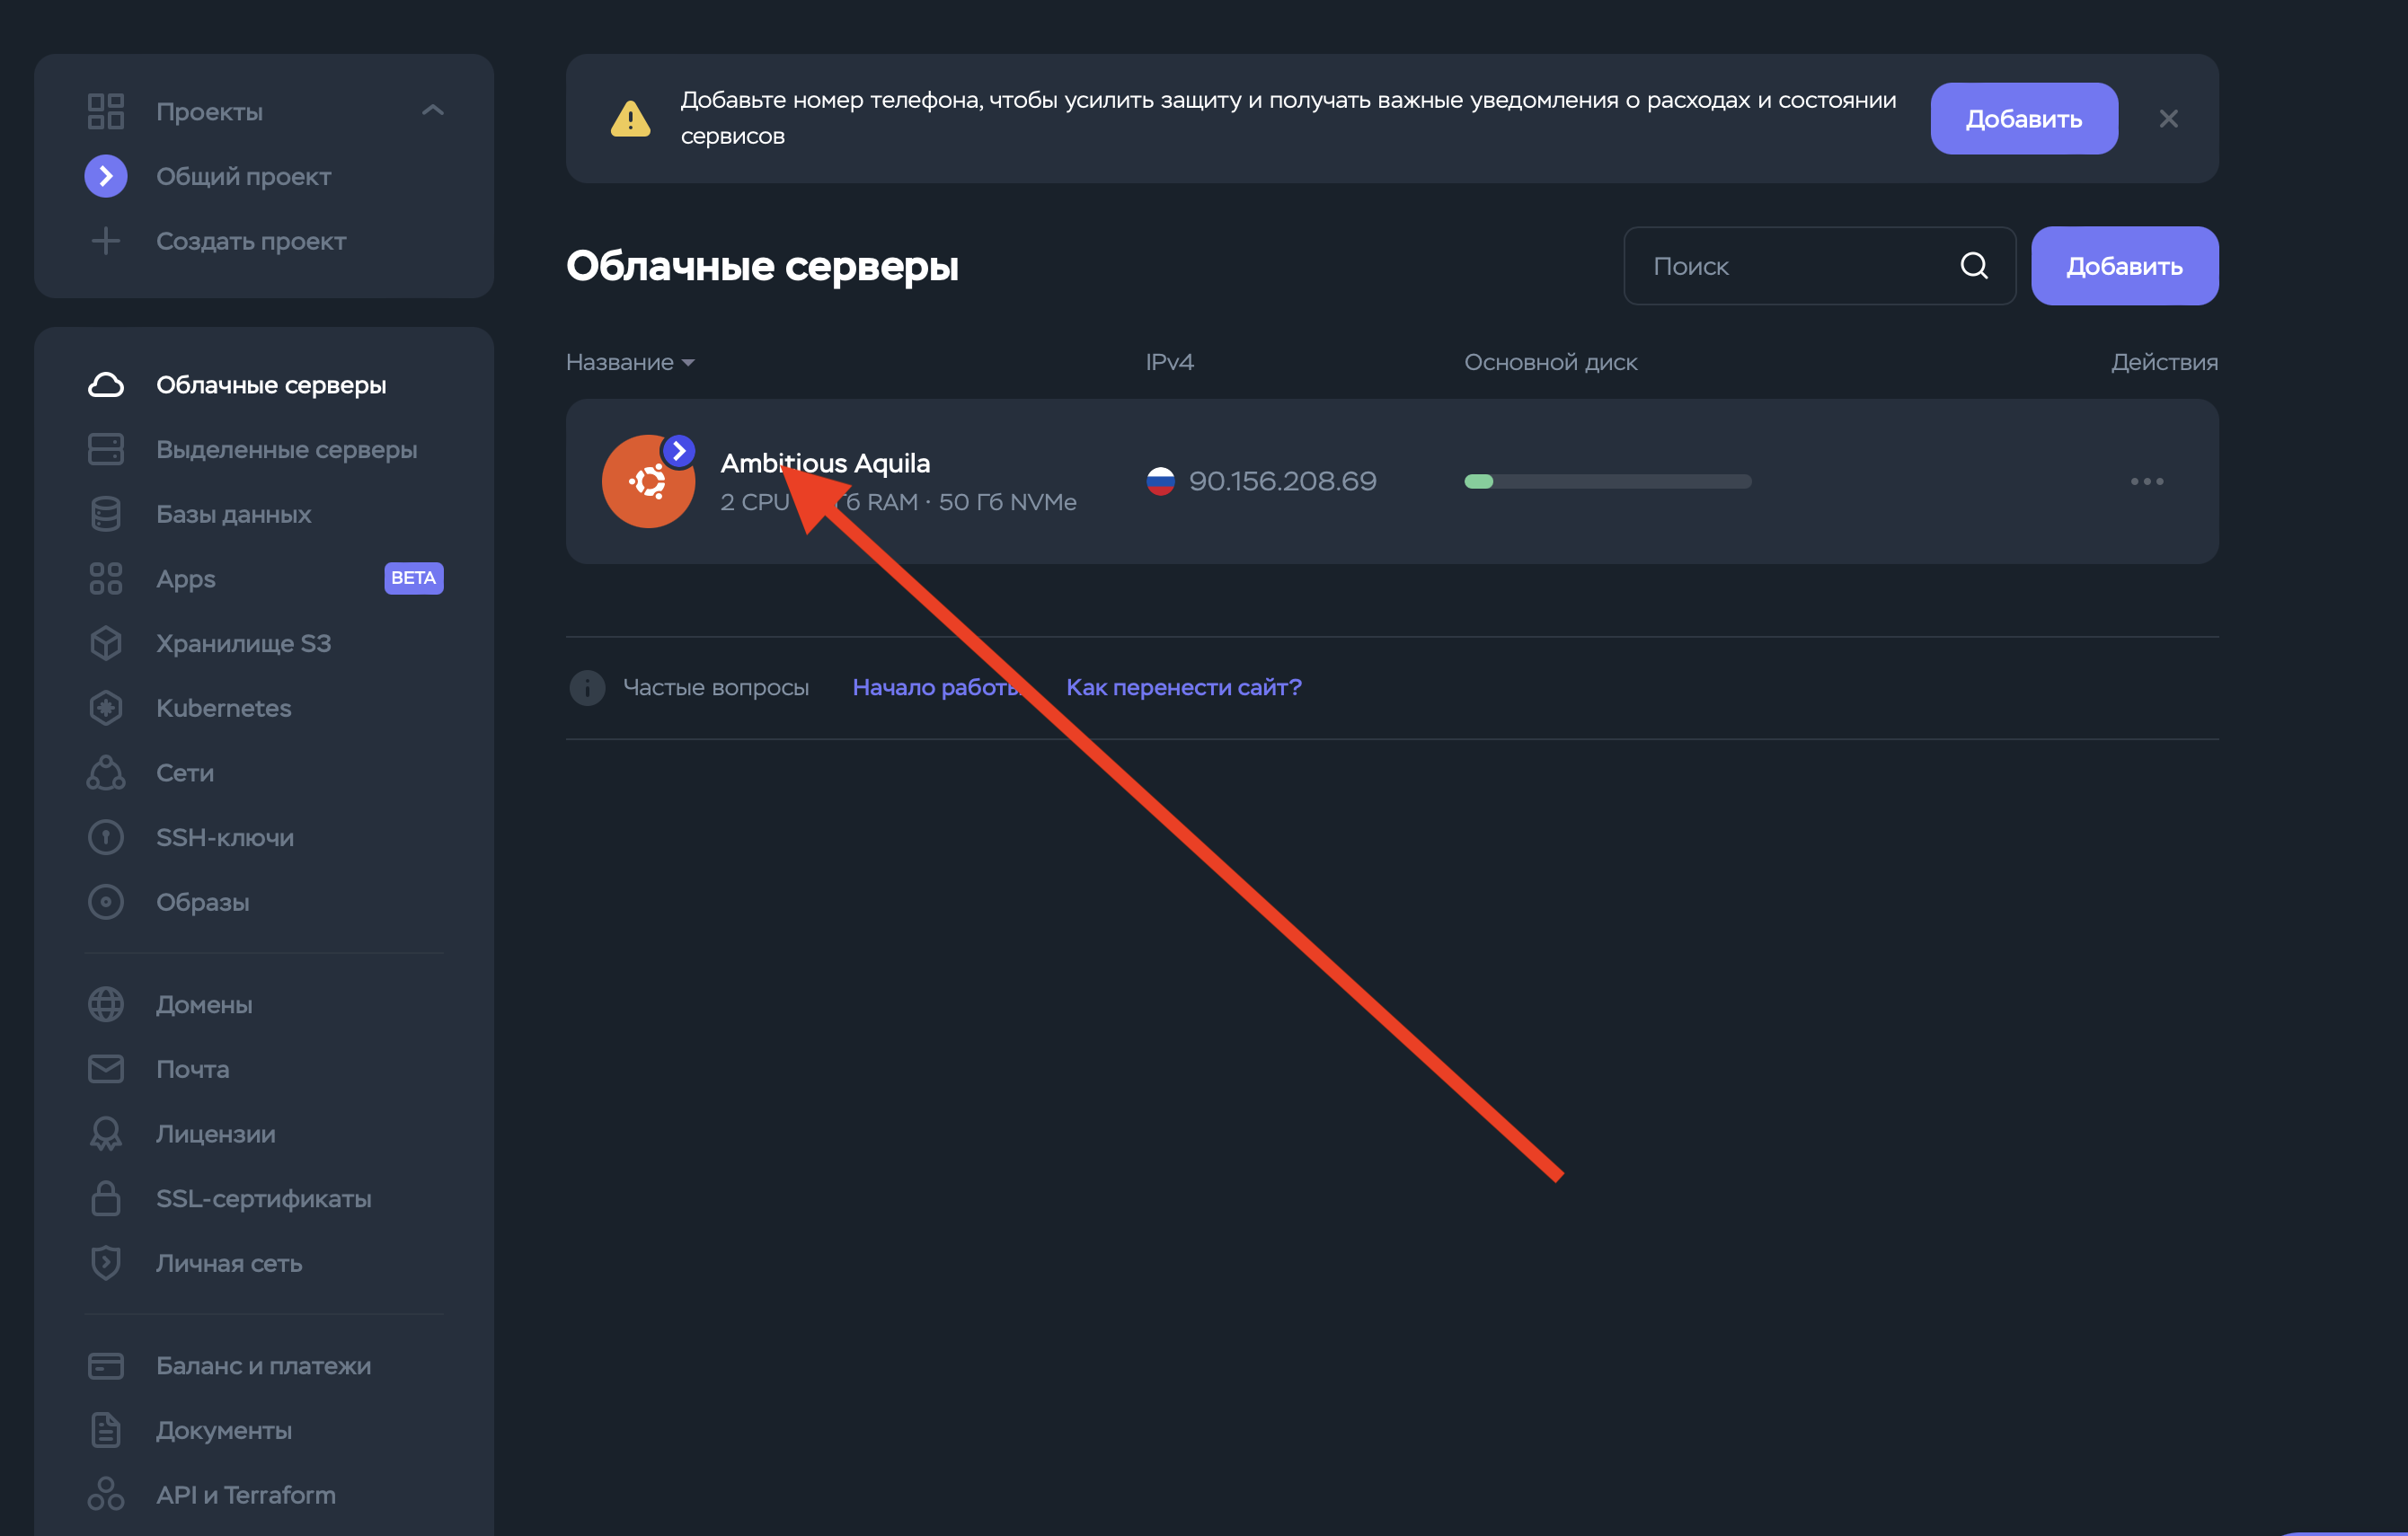 Проекты
Общий проект
Создать проект
Облачные серверы
Выделенные серверы
Базы данных
Apps
BETA
Хранилище S3
Kubernetes
Сети
SSH-ключи
Образы
Домены
Почта
Лицензии
SSL-сертификаты
Личная сеть
Баланс и платежи
Документы
API и Terraform
Добавьте номер телефона, чтобы усилить защиту и получать важные уведомления о расходах и состоянии
сервисов
Добавить
Облачные серверы
Поиск
Добавить
Название
IPv4
Основной диск
Действия
Ambitious Aquila
2 CPU Гб RAM · 50 Гб NVMe
90.156.208.69
Частые вопросы
Начало работы
Как перенести сайт?